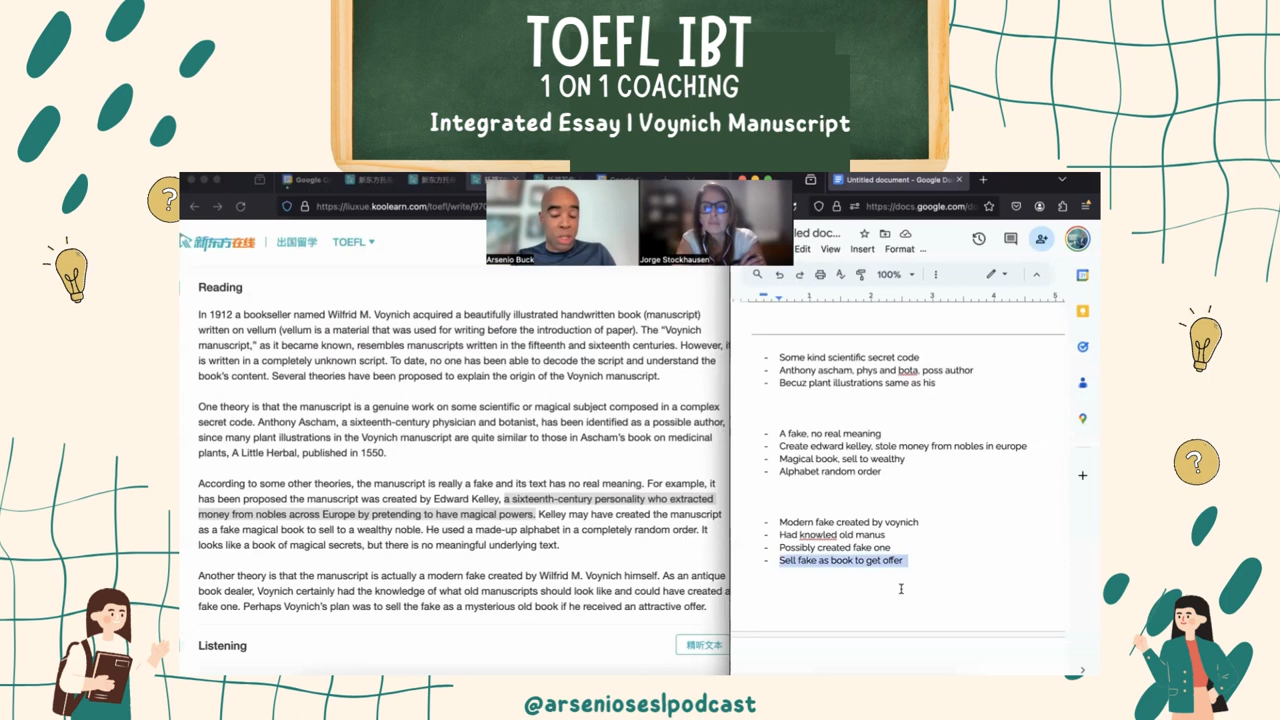 TOEFL IBT
1 ON 1 COACHING
Integrated Essay | Voynich Manuscript
?
Untitled document - Google Do
https://liuxue.koolearn.com/toefl/write/970
https://docs.google.com/do
新东方在线
出国留学
TOEFL
Arsenio Buck
Jorge Stockhausen
led doc...
Edit View Insert Format ...
100%
1 2 3 4 5
Reading
In 1912 a bookseller named Wilfrid M. Voynich acquired a beautifully illustrated handwritten book (manuscript)
written on vellum (vellum is a material that was used for writing before the introduction of paper). The “Voynich
manuscript,” as it became known, resembles manuscripts written in the fifteenth and sixteenth centuries. However, it
is written in a completely unknown script. To date, no one has been able to decode the script and understand the
book’s content. Several theories have been proposed to explain the origin of the Voynich manuscript.
One theory is that the manuscript is a genuine work on some scientific or magical subject composed in a complex
secret code. Anthony Ascham, a sixteenth-century physician and botanist, has been identified as a possible author,
since many plant illustrations in the Voynich manuscript are quite similar to those in Ascham’s book on medicinal
plants, A Little Herbal, published in 1550.
According to some other theories, the manuscript is really a fake and its text has no real meaning. For example, it
has been proposed the manuscript was created by Edward Kelley, a sixteenth-century personality who extracted
money from nobles across Europe by pretending to have magical powers. Kelley may have created the manuscript
as a fake magical book to sell to a wealthy noble. He used a made-up alphabet in a completely random order. It
looks like a book of magical secrets, but there is no meaningful underlying text.
Another theory is that the manuscript is actually a modern fake created by Wilfrid M. Voynich himself. As an antique
book dealer, Voynich certainly had the knowledge of what old manuscripts should look like and could have created a
fake one. Perhaps Voynich’s plan was to sell the fake as a mysterious old book if he received an attractive offer.
Listening
精听文本
- Some kind scientific secret code
- Anthony ascham, phys and bota, poss author
- Becuz plant illustrations same as his
- A fake, no real meaning
- Create edward kelley, stole money from nobles in europe
- Magical book, sell to wealthy
- Alphabet random order
- Modern fake created by voynich
- Had knowled old manus
- Possibly created fake one
- Sell fake as book to get offer
?
@arsenioseslpodcast